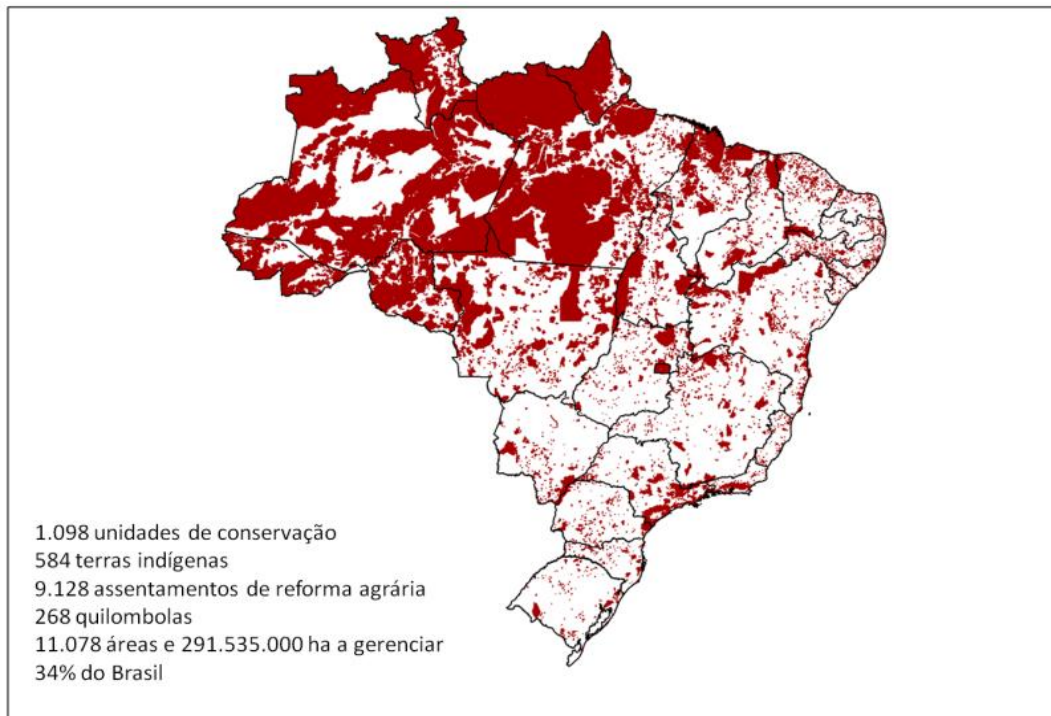 1.098 unidades de conservação
584 terras indígenas
9.128 assentamentos de reforma agrária
268 quilombolas
11.078 áreas e 291.535.000 ha a gerenciar
34% do Brasil